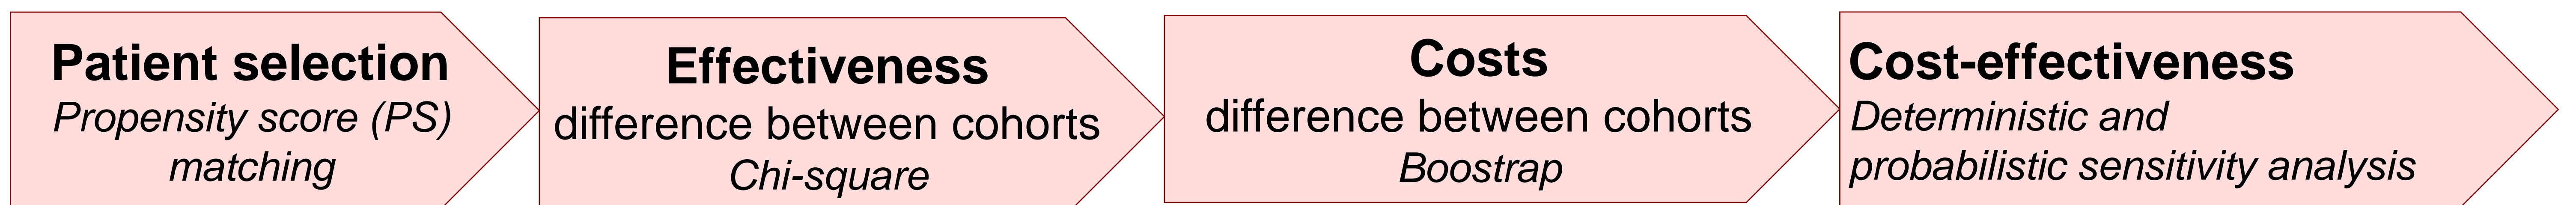 Patient selection
Propensity score (PS)
matching
Effectiveness
difference between cohorts
Chi-square
Costs
difference between cohorts
Boostrap
Cost-effectiveness
Deterministic and
probabilistic sensitivity analysis